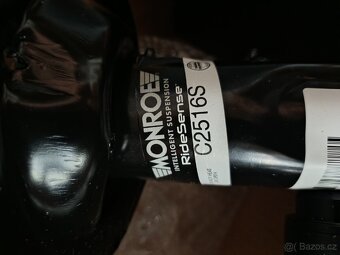 MONROE
INTELLIGENT SUSPENSION
RideSense
C2516S
Bazos.cz